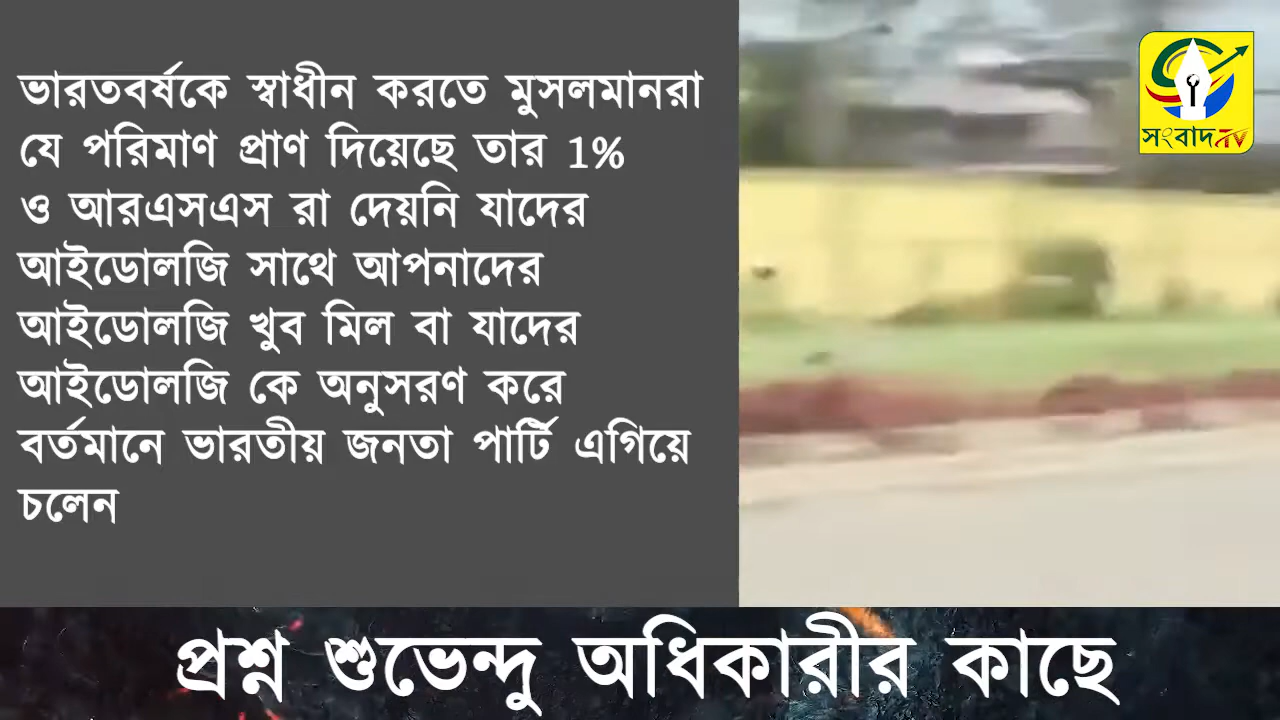 ভারতবর্ষকে স্বাধীন করতে মুসলমানরা
যে পরিমাণ প্রাণ দিয়েছে তার 1%
ও আরএসএস রা দেয়নি যাদের
আইডোলজি সাথে আপনাদের
আইডোলজি খুব মিল বা যাদের
আইডোলজি কে অনুসরণ করে
বর্তমানে ভারতীয় জনতা পার্টি এগিয়ে
চলেন
সংবাদ TV
প্রশ্ন শুভেন্দু অধিকারীর কাছে